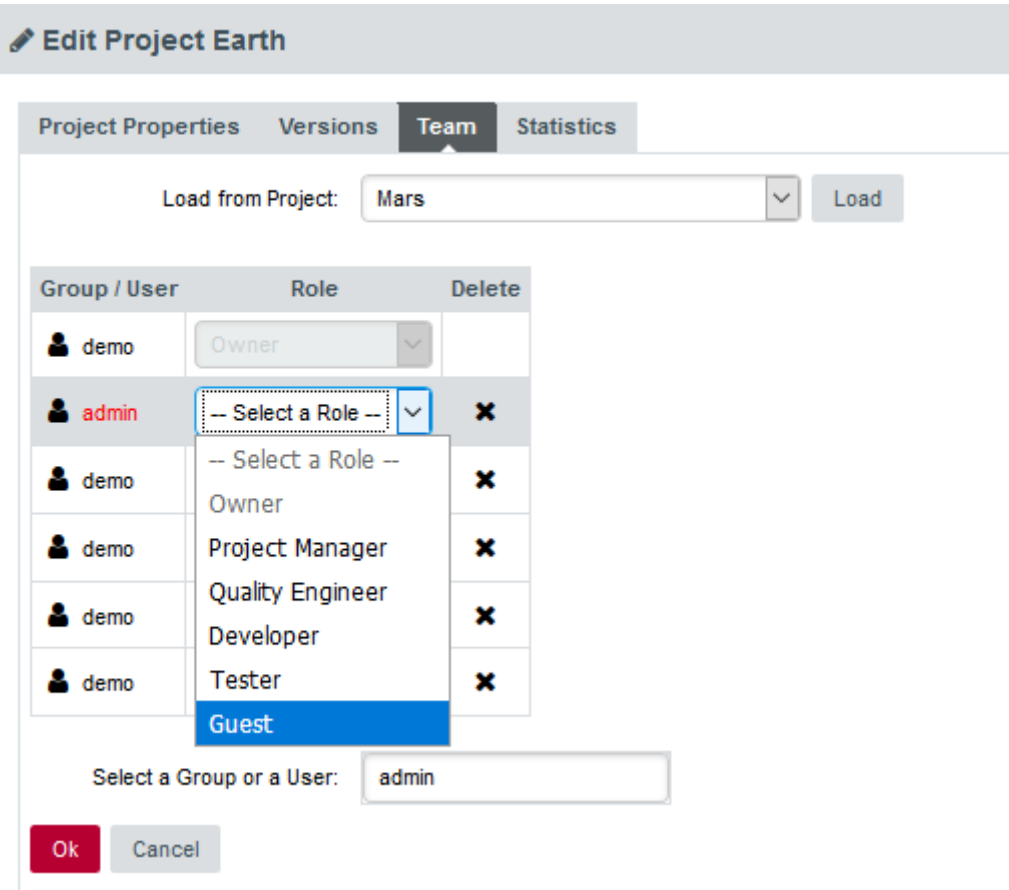 Edit Project Earth
Project Properties Versions Team Statistics
Load from Project: Mars Load
Group / User Role Delete
demo Owner
admin -- Select a Role --
-- Select a Role --
demo
Owner
demo Project Manager
Quality Engineer
demo
Developer
demo Tester
Guest
Select a Group or a User: admin
Ok Cancel